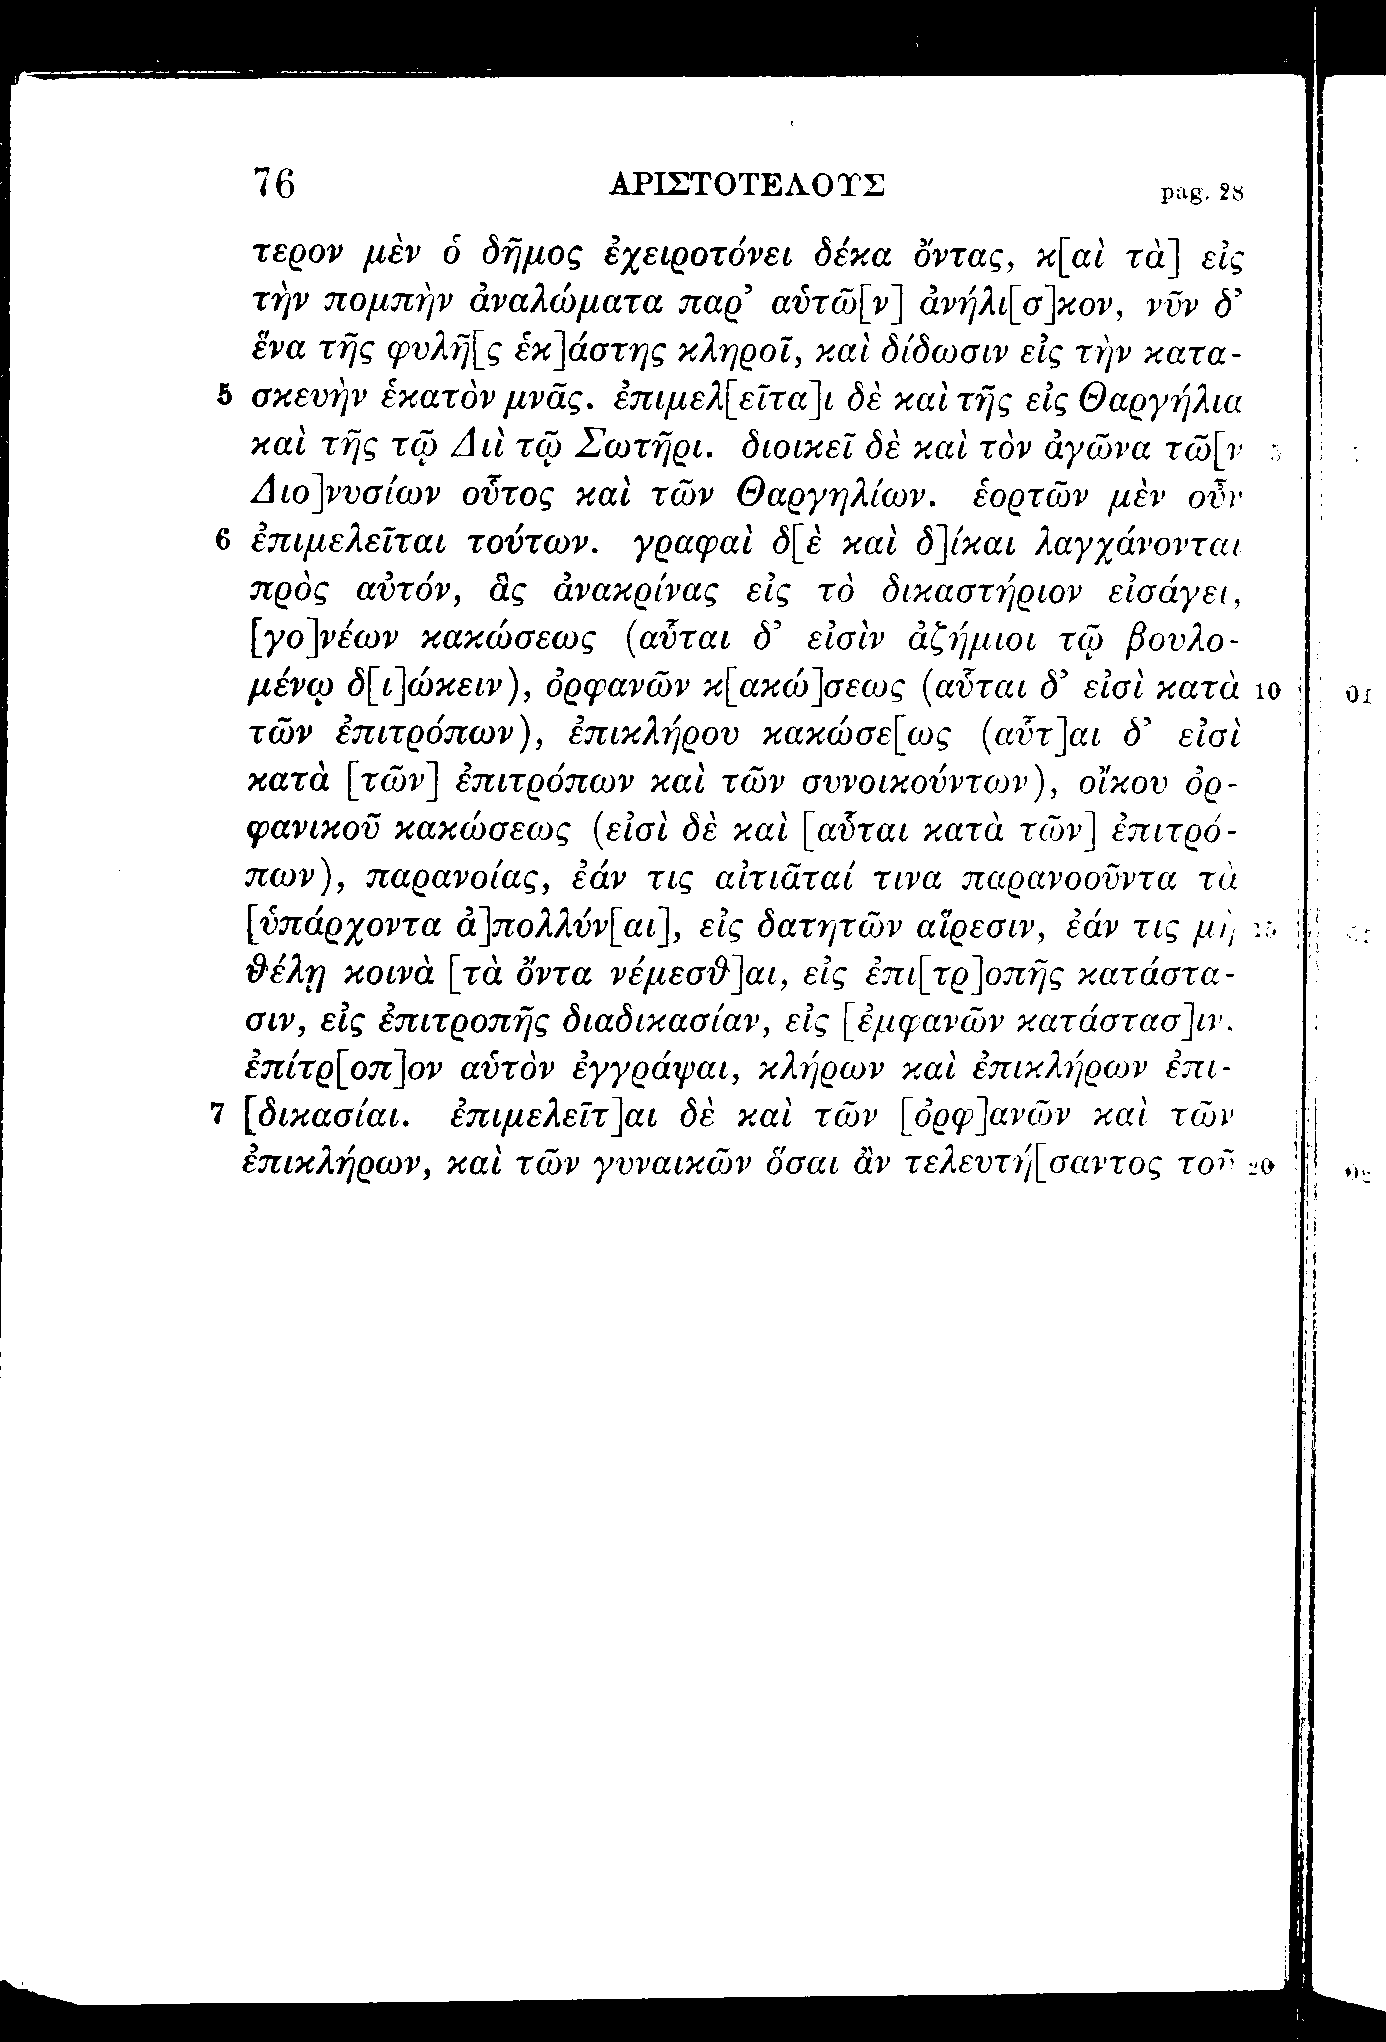 76 ΑΡΙΣΤΟΤΕΛΟΥΣ pag. 28
τερον μὲν ὁ δῆμος ἐχειροτόνει δέκα ὄντας, κ[αὶ τὰ] εἰς
τὴν πομπὴν ἀναλώματα παρ’ αὑτῶ[ν] ἀνήλι[σ]κον, νῦν δ’
ἕνα τῆς φυλῆ[ς ἑκ]άστης κληροῖ, καὶ δίδωσιν εἰς τὴν κατα-
5 σκευὴν ἑκατὸν μνᾶς. ἐπιμελ[εῖτα]ι δὲ καὶ τῆς εἰς Θαργήλια
καὶ τῆς τῷ Διὶ τῷ Σωτῆρι. διοικεῖ δὲ καὶ τὸν ἀγῶνα τῶ[ν 5
Διο]νυσίων οὗτος καὶ τῶν Θαργηλίων. ἑορτῶν μὲν οὖν
6 ἐπιμελεῖται τούτων. γραφαὶ δ[ὲ καὶ δ]ίκαι λαγχάνονται
πρὸς αὐτόν, ἃς ἀνακρίνας εἰς τὸ δικαστήριον εἰσάγει,
[γο]νέων κακώσεως (αὗται δ’ εἰσὶν ἀζήμιοι τῷ βουλο-
μένῳ δ[ι]ώκειν), ὀρφανῶν κ[ακώ]σεως (αὗται δ’ εἰσὶ κατὰ 10
τῶν ἐπιτρόπων), ἐπικλήρου κακώσε[ως (αὗτ]αι δ’ εἰσὶ
κατὰ [τῶν] ἐπιτρόπων καὶ τῶν συνοικούντων), οἴκου ὀρ-
φανικοῦ κακώσεως (εἰσὶ δὲ καὶ [αὗται κατὰ τῶν] ἐπιτρό-
πων), παρανοίας, ἐάν τις αἰτιᾶταί τινα παρανοοῦντα τὰ
[ὑπάρχοντα ἀ]πολλύν[αι], εἰς δατητῶν αἵρεσιν, ἐάν τις μὴ 15
θέλῃ κοινὰ [τὰ ὄντα νέμεσθ]αι, εἰς ἐπι[τρ]οπῆς κατάστα-
σιν, εἰς ἐπιτροπῆς διαδικασίαν, εἰς [ἐμφανῶν κατάστασ]ιν.
ἐπίτρ[οπ]ον αὑτὸν ἐγγράψαι, κλήρων καὶ ἐπικλήρων ἐπι-
7 [δικασίαι. ἐπιμελεῖτ]αι δὲ καὶ τῶν [ὀρφ]ανῶν καὶ τῶν
ἐπικλήρων, καὶ τῶν γυναικῶν ὅσαι ἂν τελευτή[σαντος τοῦ 20